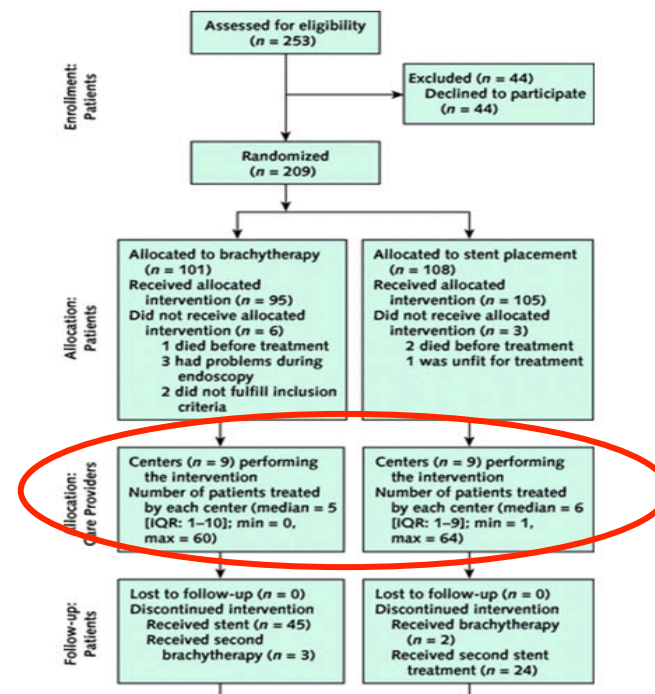 Assessed for eligibility
(n = 253)
Enrollment:
Patients
Excluded (n = 44)
Declined to participate
(n = 44)
Randomized
(n = 209)
Allocation:
Patients
Allocated to brachytherapy
(n = 101)
Received allocated
intervention (n = 95)
Did not receive allocated
intervention (n = 6)
1 died before treatment
3 had problems during
endoscopy
2 did not fulfill inclusion
criteria
Allocated to stent placement
(n = 108)
Received allocated
intervention (n = 105)
Did not receive allocated
intervention (n = 3)
2 died before treatment
1 was unfit for treatment
Allocation:
Care Providers
Centers (n = 9) performing
the intervention
Number of patients treated
by each center (median = 5
[IQR: 1–10]; min = 0,
max = 60)
Centers (n = 9) performing
the intervention
Number of patients treated
by each center (median = 6
[IQR: 1–9]; min = 1,
max = 64)
Follow-up:
Patients
Lost to follow-up (n = 0)
Discontinued intervention
Received stent (n = 45)
Received second
brachytherapy (n = 3)
Lost to follow-up (n = 0)
Discontinued intervention
Received brachytherapy
(n = 2)
Received second stent
treatment (n = 24)